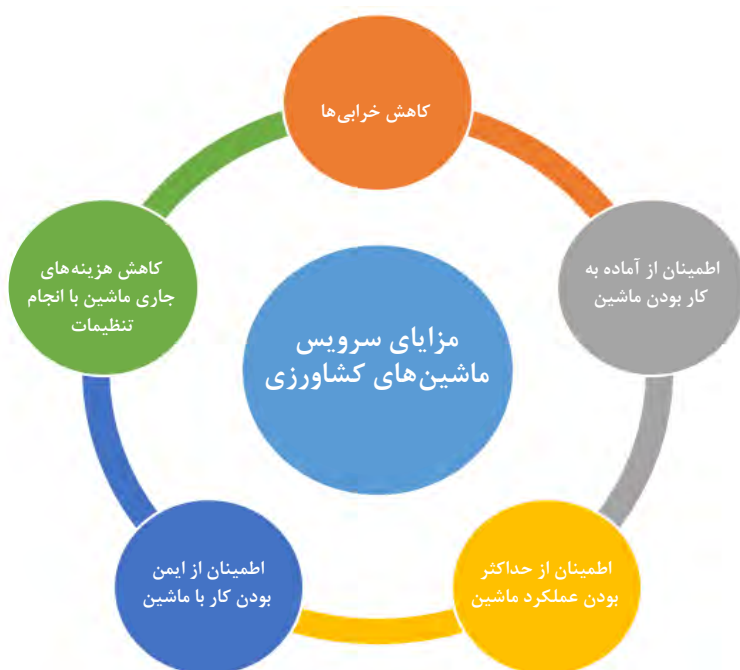 کاهش خرابی‌ها
اطمینان از آماده به
کار بودن ماشین
کاهش هزینه‌های
جاری ماشین با انجام
تنظیمات
مزایای سرویس
ماشین‌های کشاورزی
اطمینان از حداکثر
بودن عملکرد ماشین
اطمینان از ایمن
بودن کار با ماشین